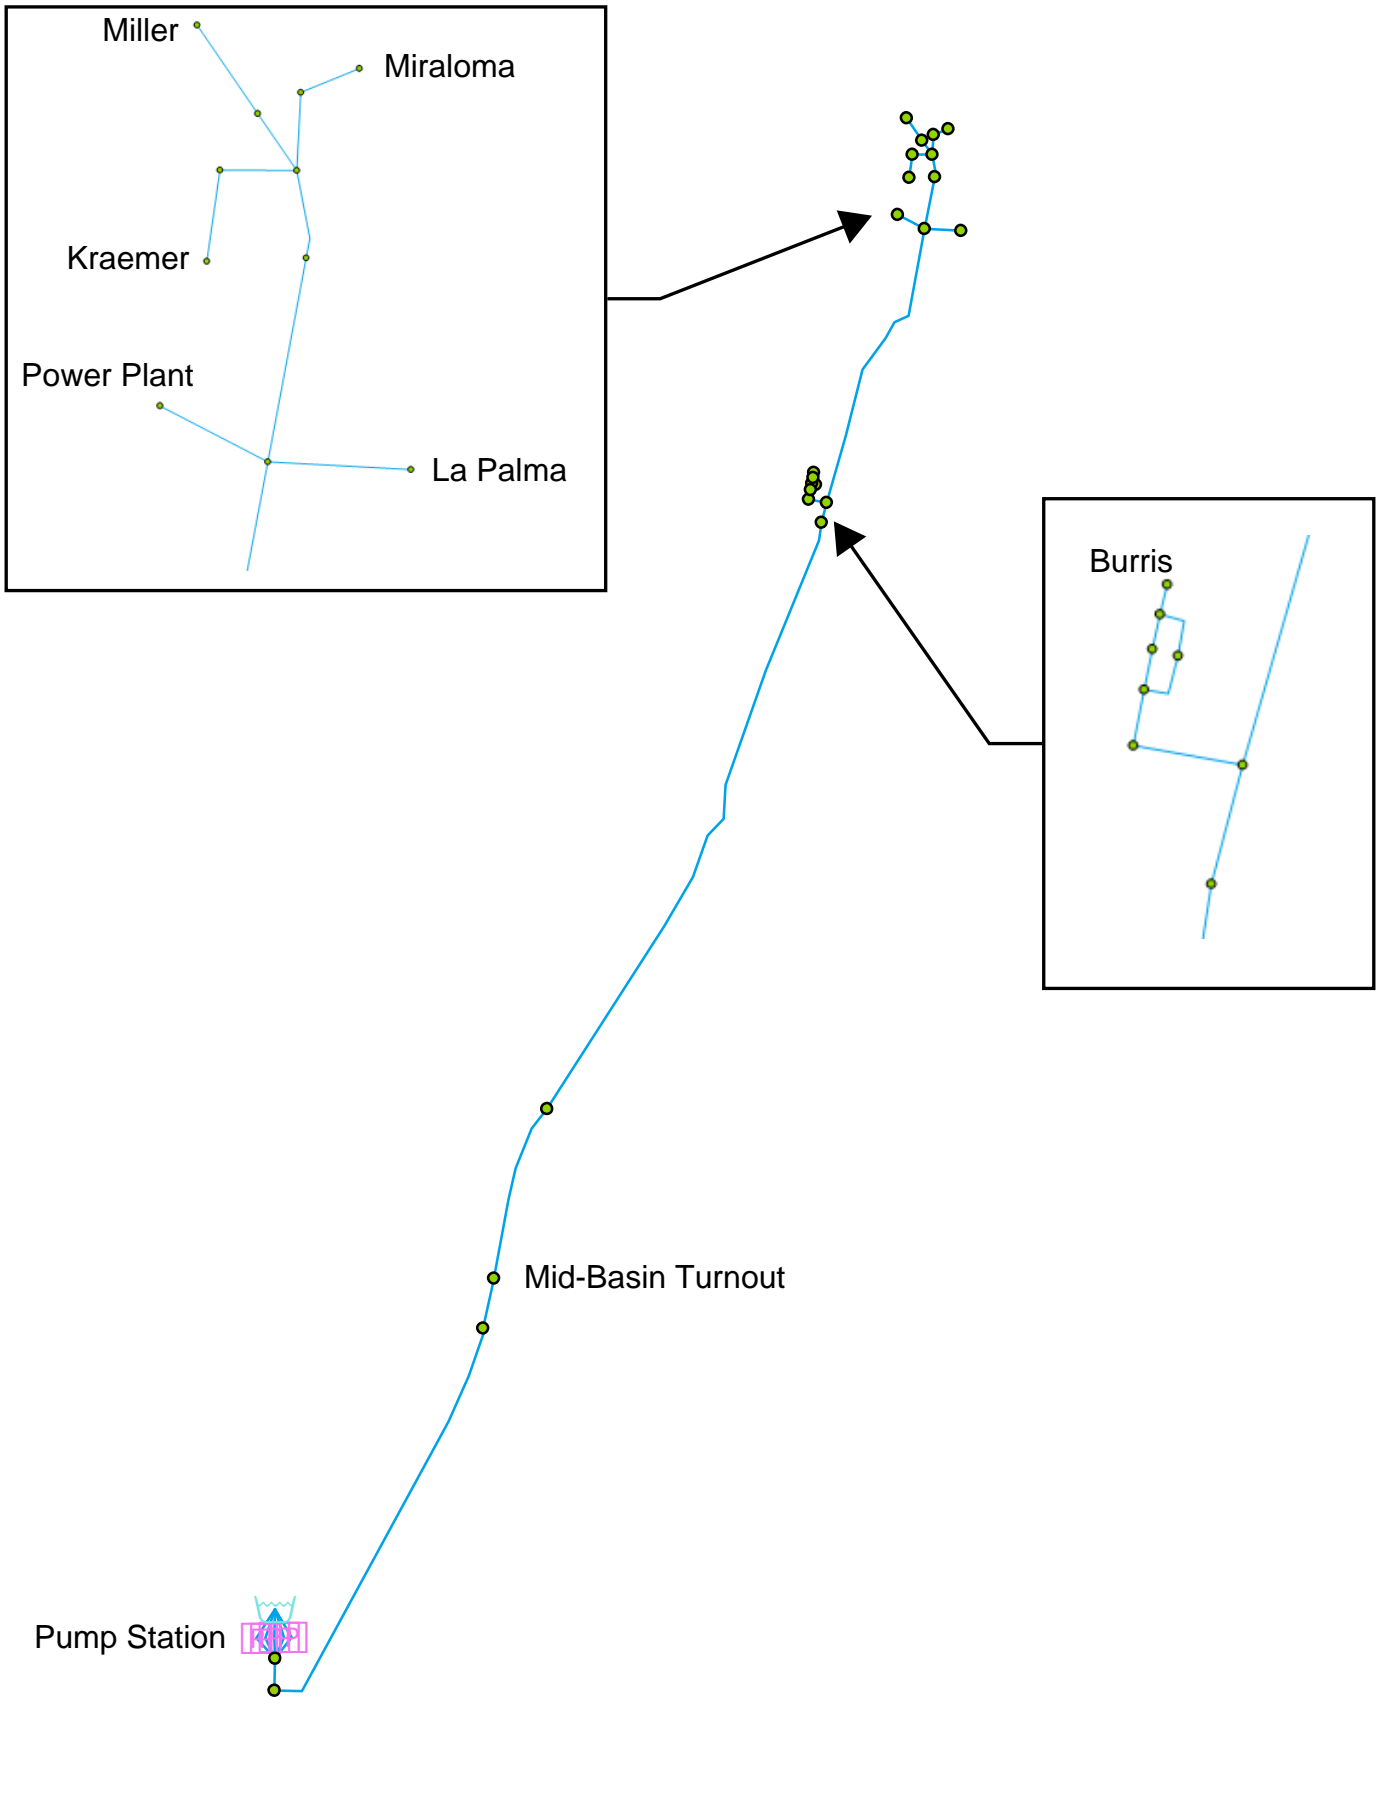 Miller
Miraloma
Kraemer
Power Plant
La Palma
Burris
Mid-Basin Turnout
Pump Station